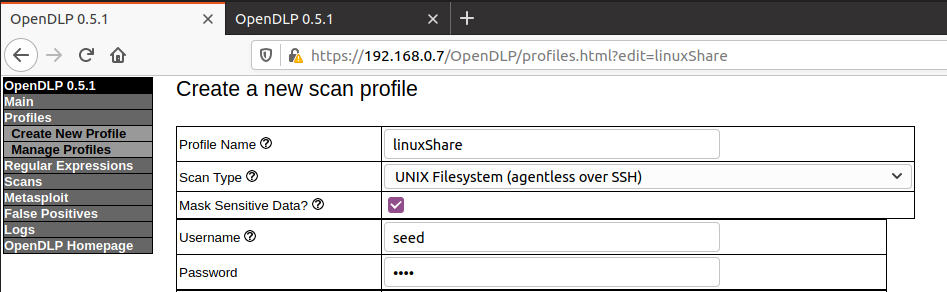 OpenDLP 0.5.1
OpenDLP 0.5.1
https://192.168.0.7/OpenDLP/profiles.html?edit=linuxShare
OpenDLP 0.5.1
Main
Profiles
Create New Profile
Manage Profiles
Regular Expressions
Scans
Metasploit
False Positives
Logs
OpenDLP Homepage
Create a new scan profile
Profile Name ? linuxShare
Scan Type ? UNIX Filesystem (agentless over SSH)
Mask Sensitive Data? ?
Username ? seed
Password ••••